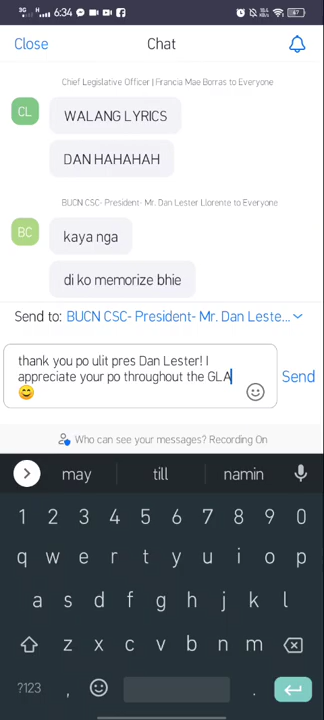 3G H 6:34
Close Chat
Chief Legislative Officer | Francia Mae Borras to Everyone
CL WALANG LYRICS
DAN HAHAHAH
BUCN CSC- President- Mr. Dan Lester Llorente to Everyone
BC kaya nga
di ko memorize bhie
Send to: BUCN CSC- President- Mr. Dan Leste...
thank you po ulit pres Dan Lester! I
appreciate your po throughout the GLA
Send
Who can see your messages? Recording On
may till namin
1 2 3 4 5 6 7 8 9 0
q w e r t y u i o p
a s d f g h j k l
z x c v b n m
?123 , .